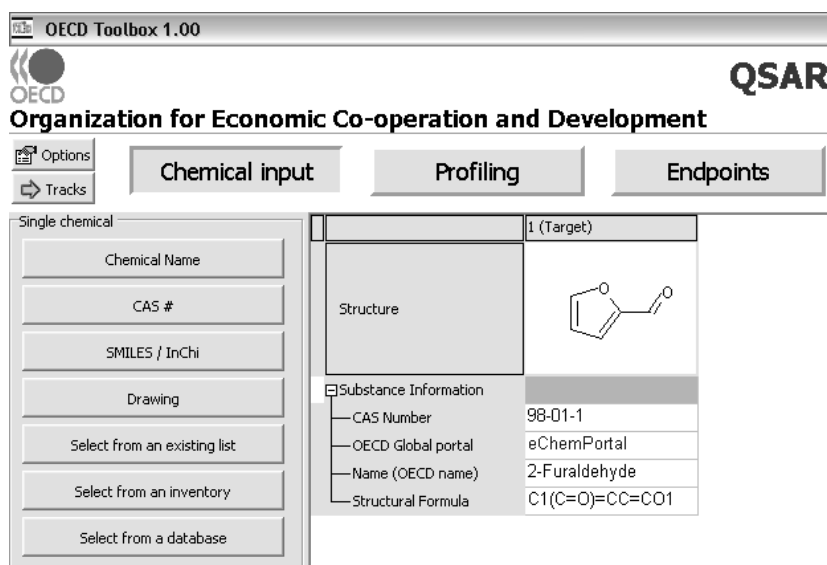 OECD Toolbox 1.00
OECD
QSAR
Organization for Economic Co-operation and Development
Options
Tracks
Chemical input
Profiling
Endpoints
Single chemical
Chemical Name
CAS #
SMILES / InChi
Drawing
Select from an existing list
Select from an inventory
Select from a database
1 (Target)
Structure
O
O
Substance Information
CAS Number
98-01-1
OECD Global portal
eChemPortal
Name (OECD name)
2-Furaldehyde
Structural Formula
C1(C=O)=CC=CO1